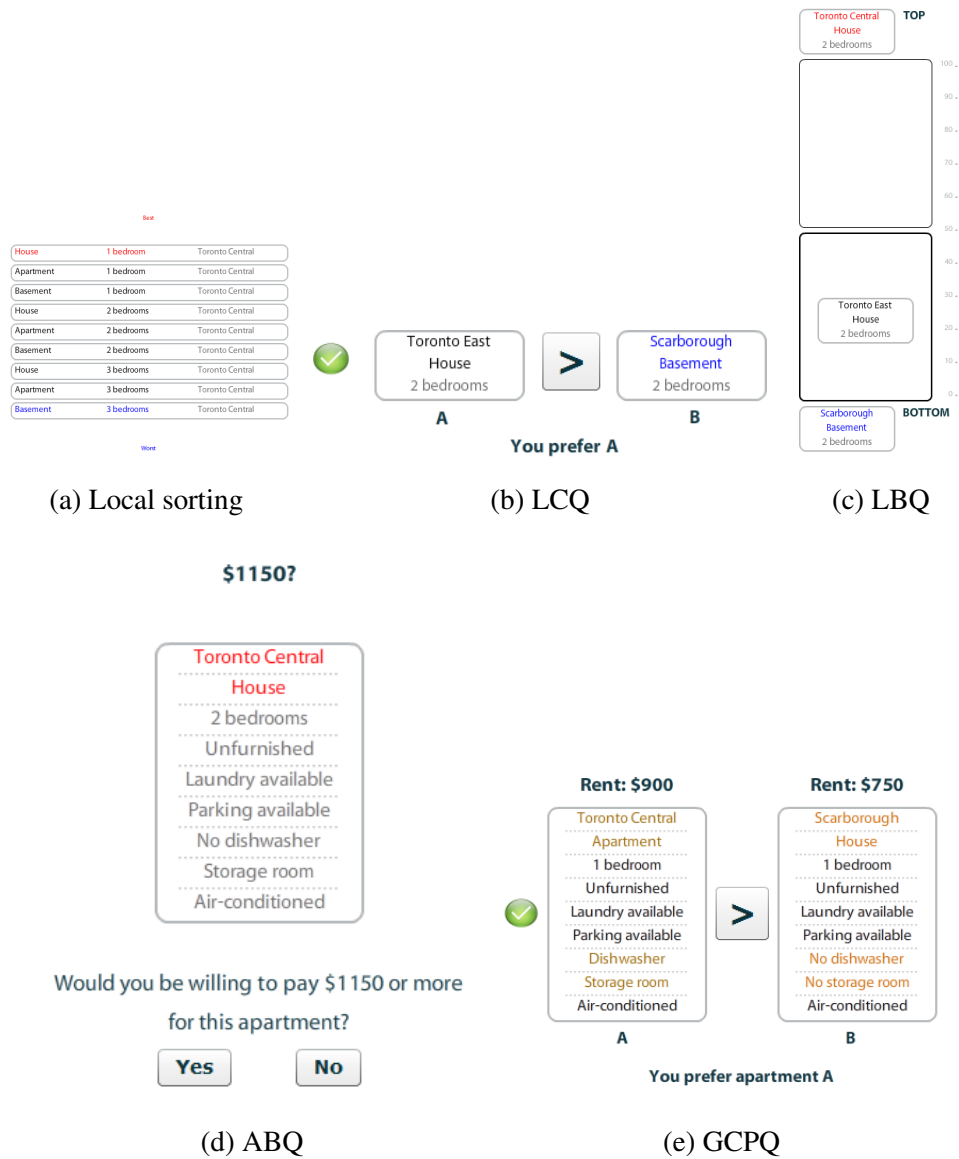 Best
House 1 bedroom Toronto Central
Apartment 1 bedroom Toronto Central
Basement 1 bedroom Toronto Central
House 2 bedrooms Toronto Central
Apartment 2 bedrooms Toronto Central
Basement 2 bedrooms Toronto Central
House 3 bedrooms Toronto Central
Apartment 3 bedrooms Toronto Central
Basement 3 bedrooms Toronto Central
Worst
(a) Local sorting
Toronto East
House
2 bedrooms
A
>
Scarborough
Basement
2 bedrooms
B
You prefer A
(b) LCQ
Toronto Central
House
2 bedrooms
TOP
100
90
80
70
60
50
40
30
20
10
0
Toronto East
House
2 bedrooms
Scarborough
Basement
2 bedrooms
BOTTOM
(c) LBQ
$1150?
Toronto Central
House
2 bedrooms
Unfurnished
Laundry available
Parking available
No dishwasher
Storage room
Air-conditioned
Would you be willing to pay $1150 or more
for this apartment?
Yes No
(d) ABQ
Rent: $900
Toronto Central
Apartment
1 bedroom
Unfurnished
Laundry available
Parking available
Dishwasher
Storage room
Air-conditioned
A
>
Rent: $750
Scarborough
House
1 bedroom
Unfurnished
Laundry available
Parking available
No dishwasher
No storage room
Air-conditioned
B
You prefer apartment A
(e) GCPQ